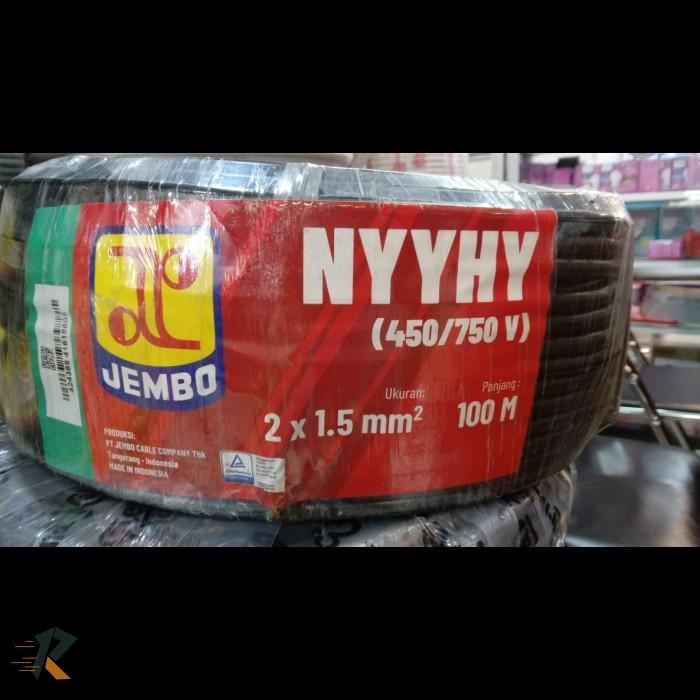 JEMBO
NYYHY
(450/750 V)
Ukuran:
2 x 1.5 mm²
Panjang :
100 M
PRODUKSI:
PT JEMBO CABLE COMPANY Tbk
Tangerang - Indonesia
MADE IN INDONESIA